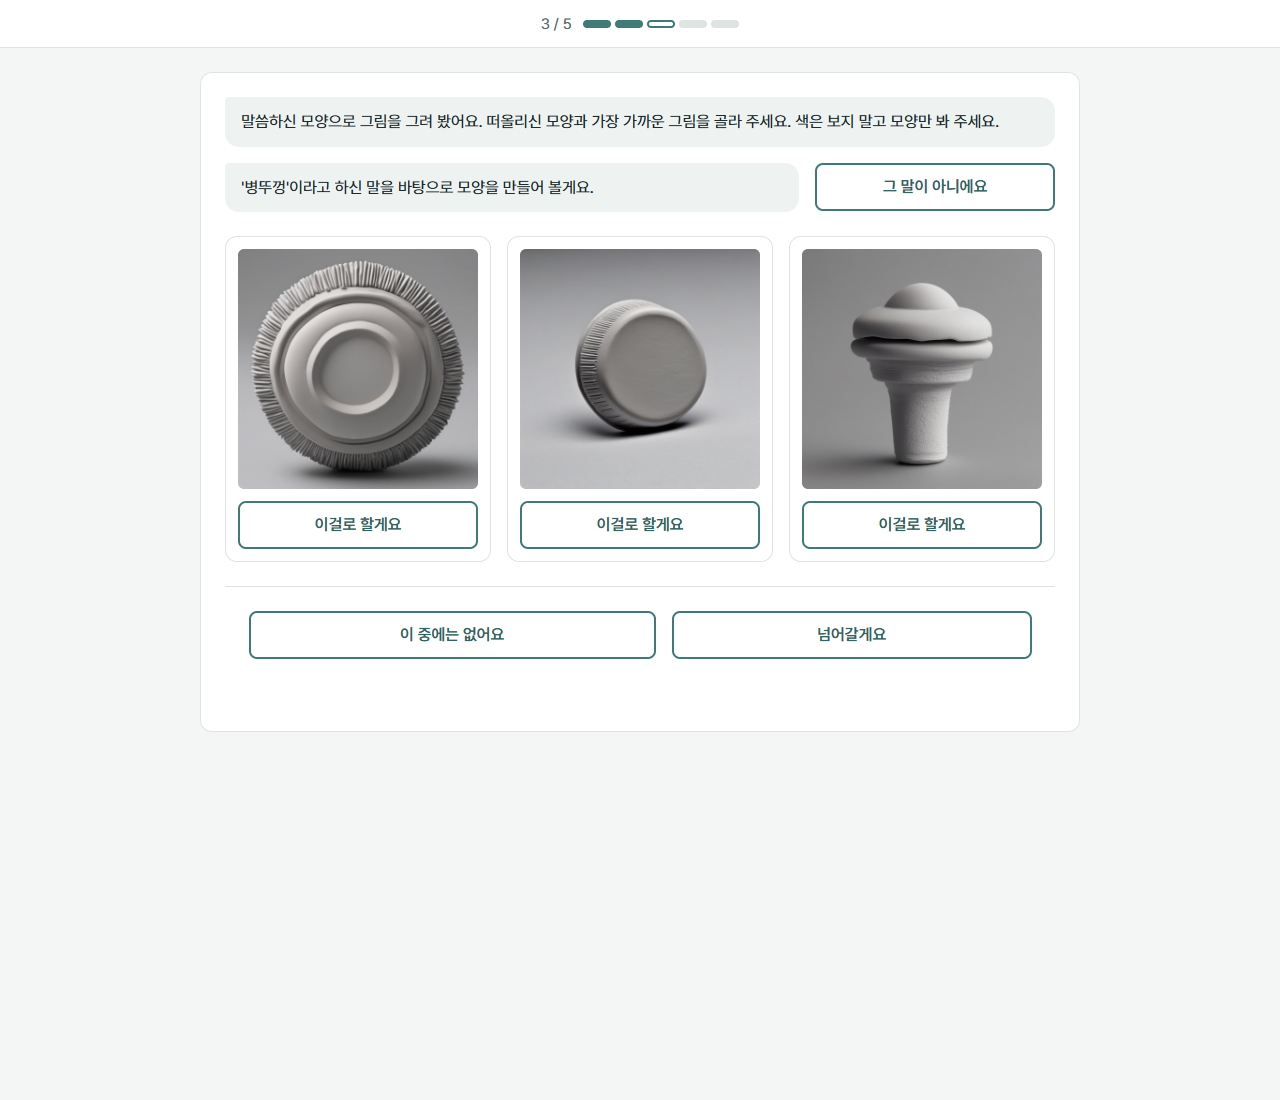 3 / 5
말씀하신 모양으로 그림을 그려 봤어요. 떠올리신 모양과 가장 가까운 그림을 골라 주세요. 색은 보지 말고 모양만 봐 주세요.
'병뚜껑'이라고 하신 말을 바탕으로 모양을 만들어 볼게요.
그 말이 아니에요
이걸로 할게요
이걸로 할게요
이걸로 할게요
이 중에는 없어요
넘어갈게요